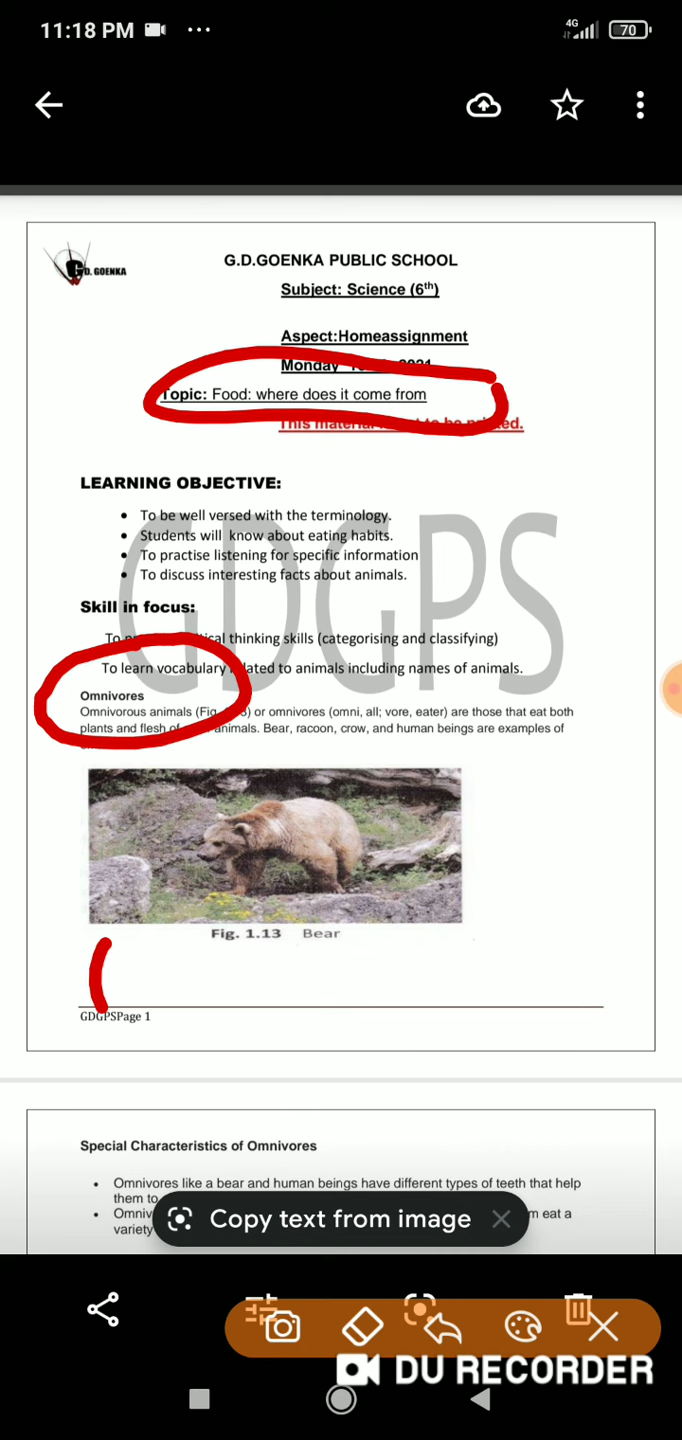 11:18 PM
4G
70
D. GOENKA
G.D.GOENKA PUBLIC SCHOOL
Subject: Science (6th)
Aspect:Homeassignment
Monday
Topic: Food: where does it come from
This
LEARNING OBJECTIVE:
• To be well versed with the terminology.
• Students will know about eating habits.
• To practise listening for specific information
• To discuss interesting facts about animals.
GDGPS
Skill in focus:
To thinking skills (categorising and classifying)
To learn vocabulary to animals including names of animals.
Omnivores
Omnivorous animals (Fig. or omnivores (omni, all; vore, eater) are those that eat both
plants and flesh of animals. Bear, racoon, crow, and human beings are examples of
Fig. 1.13 Bear
GDGPSPage 1
Special Characteristics of Omnivores
• Omnivores like a bear and human beings have different types of teeth that help
them to
• eat a
variety
Copy text from image
DU RECORDER